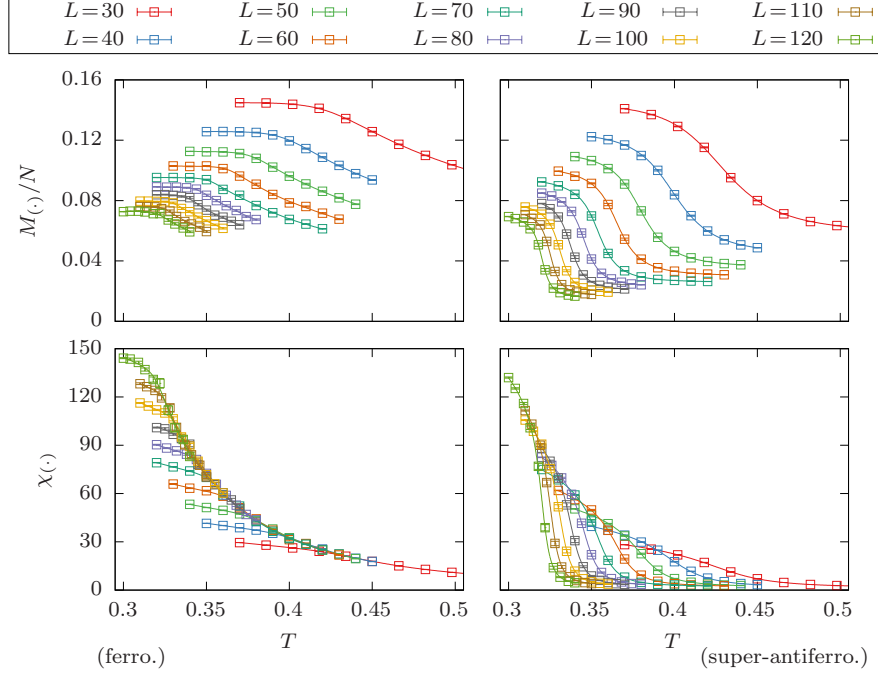 L=30 L=50 L=70 L=90 L=110
L=40 L=60 L=80 L=100 L=120
M(·)/N
0.16
0.12
0.08
0.04
0
χ(·)
150
120
90
60
30
0
0.3 0.35 0.4 0.45 0.5 0.3 0.35 0.4 0.45 0.5
T T
(ferro.) (super-antiferro.)